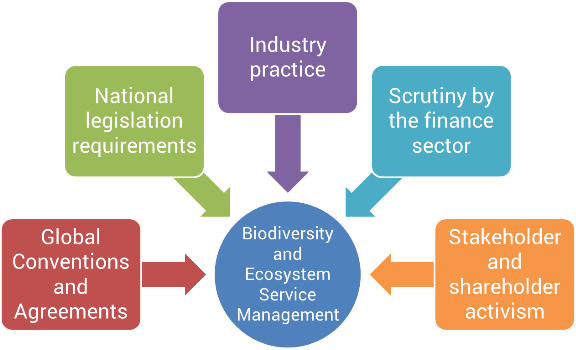 Industry
practice
National
legislation
requirements
Scrutiny by
the finance
sector
Global
Conventions
and
Agreements
Biodiversity
and
Ecosystem
Service
Management
Stakeholder
and
shareholder
activism